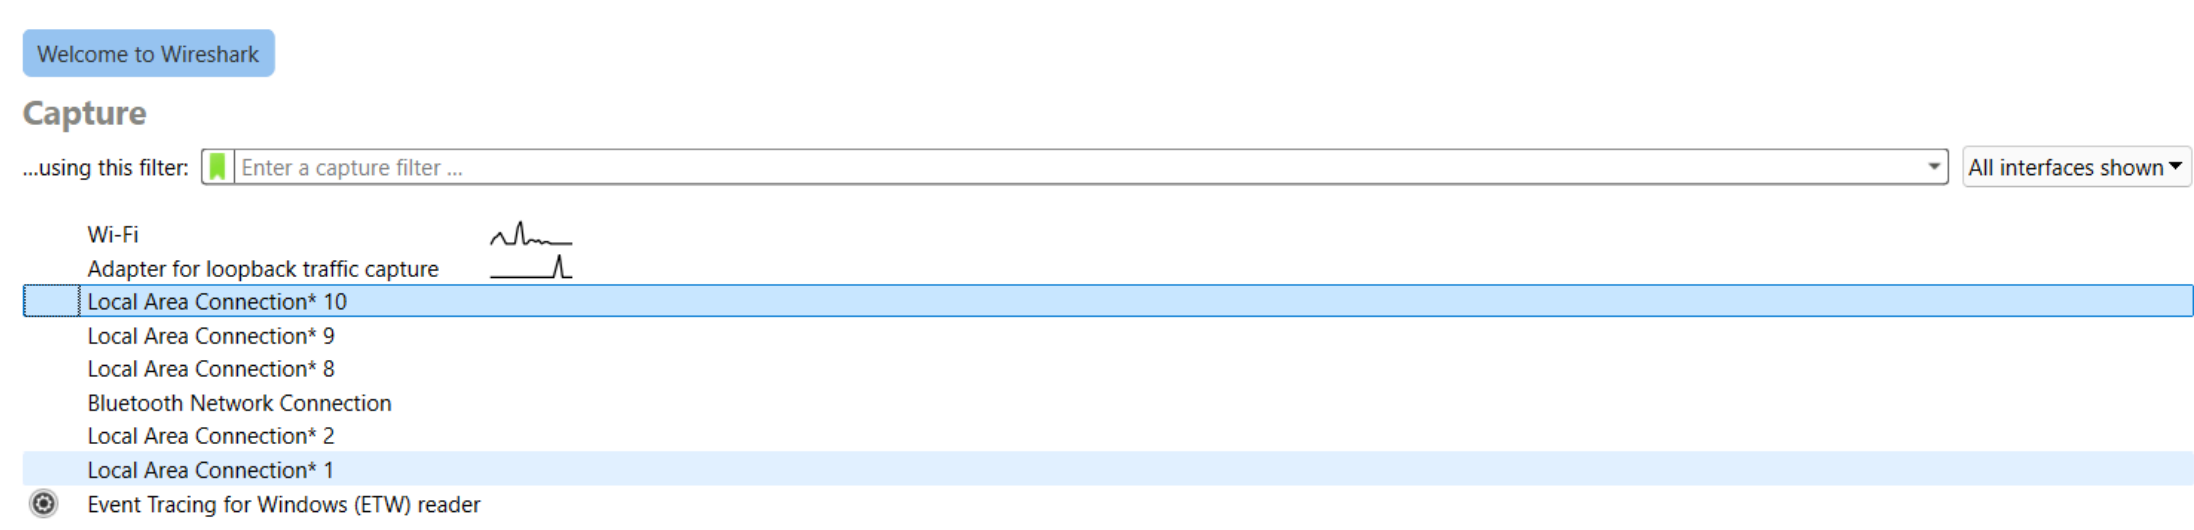 Welcome to Wireshark
Capture
...using this filter: Enter a capture filter ... All interfaces shown
Wi-Fi
Adapter for loopback traffic capture
Local Area Connection* 10
Local Area Connection* 9
Local Area Connection* 8
Bluetooth Network Connection
Local Area Connection* 2
Local Area Connection* 1
Event Tracing for Windows (ETW) reader